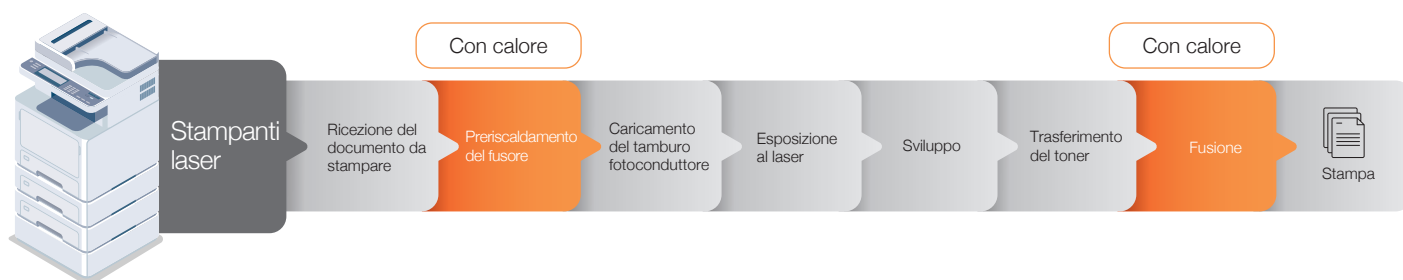 Con calore
Con calore
Stampanti
laser
Ricezione del
documento da
stampare
Preriscaldamento
del fusore
Caricamento
del tamburo
fotoconduttore
Esposizione
al laser
Sviluppo
Trasferimento
del toner
Fusione
Stampa